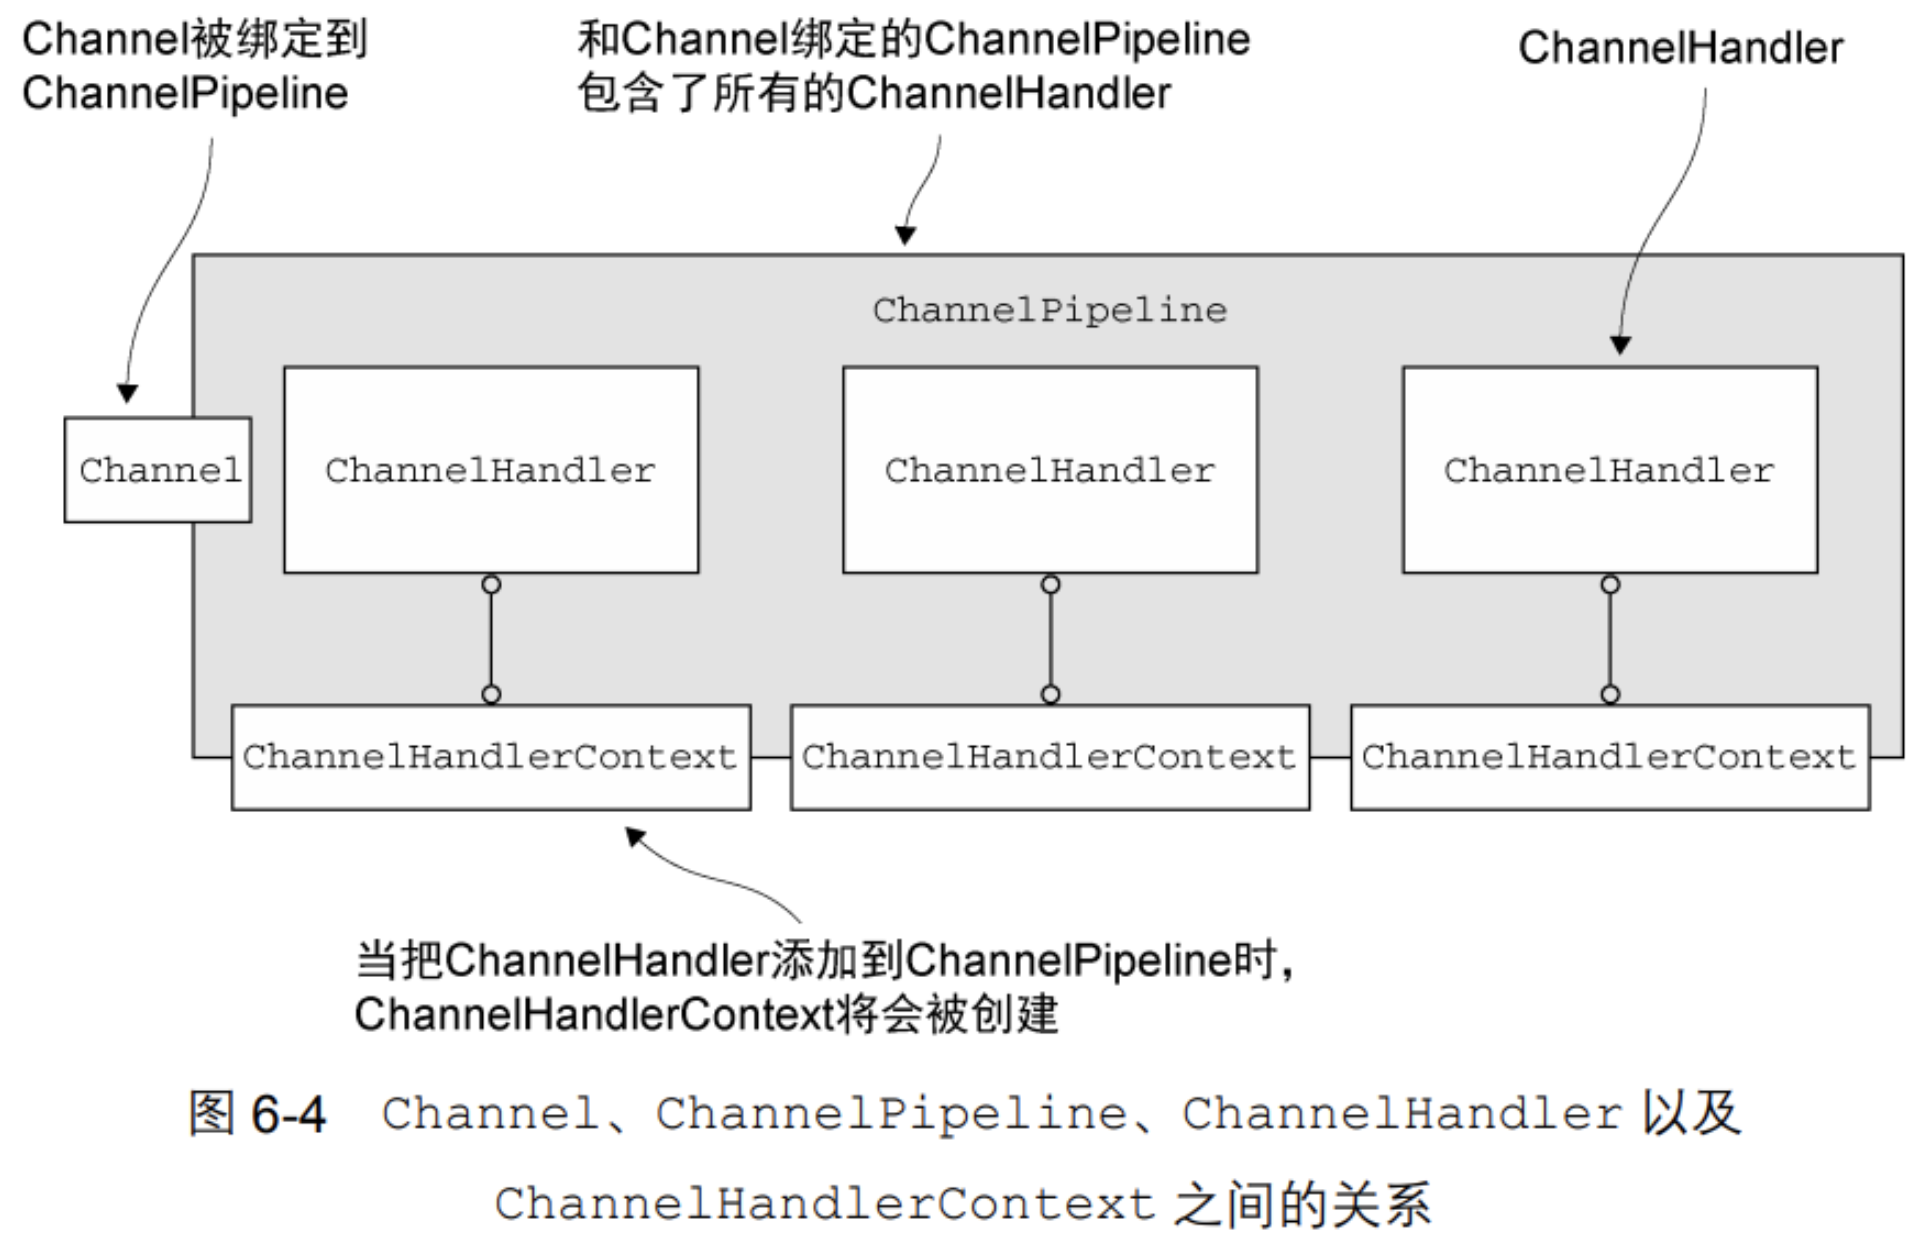 Channel被绑定到
ChannelPipeline
和Channel绑定的ChannelPipeline
包含了所有的ChannelHandler
ChannelHandler
ChannelPipeline
Channel
ChannelHandler
ChannelHandler
ChannelHandler
ChannelHandlerContext
ChannelHandlerContext
ChannelHandlerContext
当把ChannelHandler添加到ChannelPipeline时，
ChannelHandlerContext将会被创建
图 6-4 Channel、ChannelPipeline、ChannelHandler 以及
ChannelHandlerContext 之间的关系